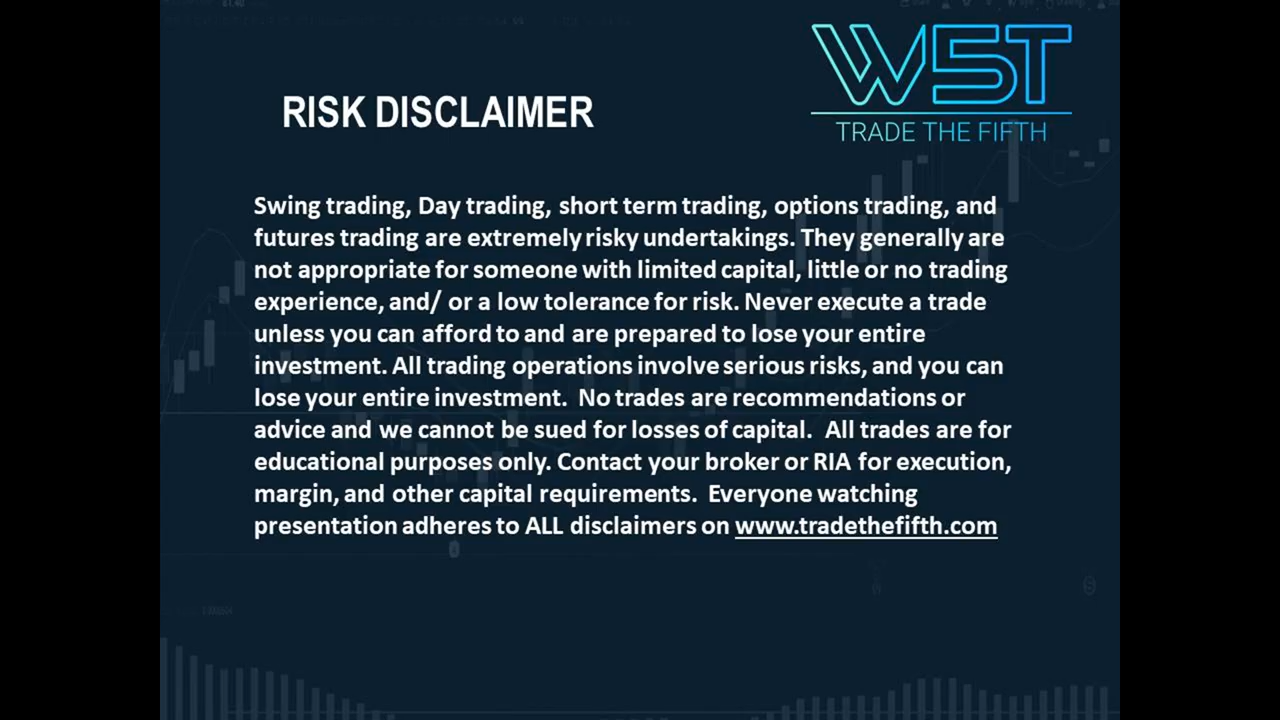 W5T
TRADE THE FIFTH
RISK DISCLAIMER
Swing trading, Day trading, short term trading, options trading, and
futures trading are extremely risky undertakings. They generally are
not appropriate for someone with limited capital, little or no trading
experience, and/ or a low tolerance for risk. Never execute a trade
unless you can afford to and are prepared to lose your entire
investment. All trading operations involve serious risks, and you can
lose your entire investment.  No trades are recommendations or
advice and we cannot be sued for losses of capital.  All trades are for
educational purposes only. Contact your broker or RIA for execution,
margin, and other capital requirements.  Everyone watching
presentation adheres to ALL disclaimers on www.tradethefifth.com